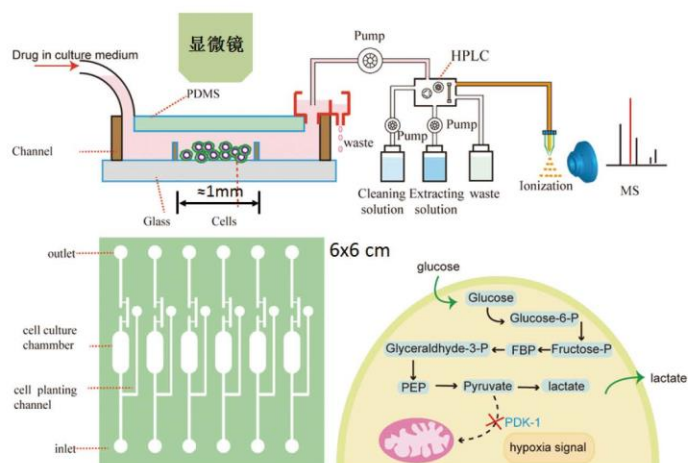 Drug in culture medium
显微镜
PDMS
Channel
Glass
≈1mm
Cells
waste
Pump
HPLC
Pump
Pump
Cleaning
solution
Extracting
solution
waste
Ionization
MS
outlet
cell culture
chammber
cell planting
channel
inlet
6x6 cm
glucose
Glucose
Glucose-6-P
Glyceraldhyde-3-P
FBP
Fructose-P
PEP
Pyruvate
lactate
lactate
PDK-1
hypoxia signal